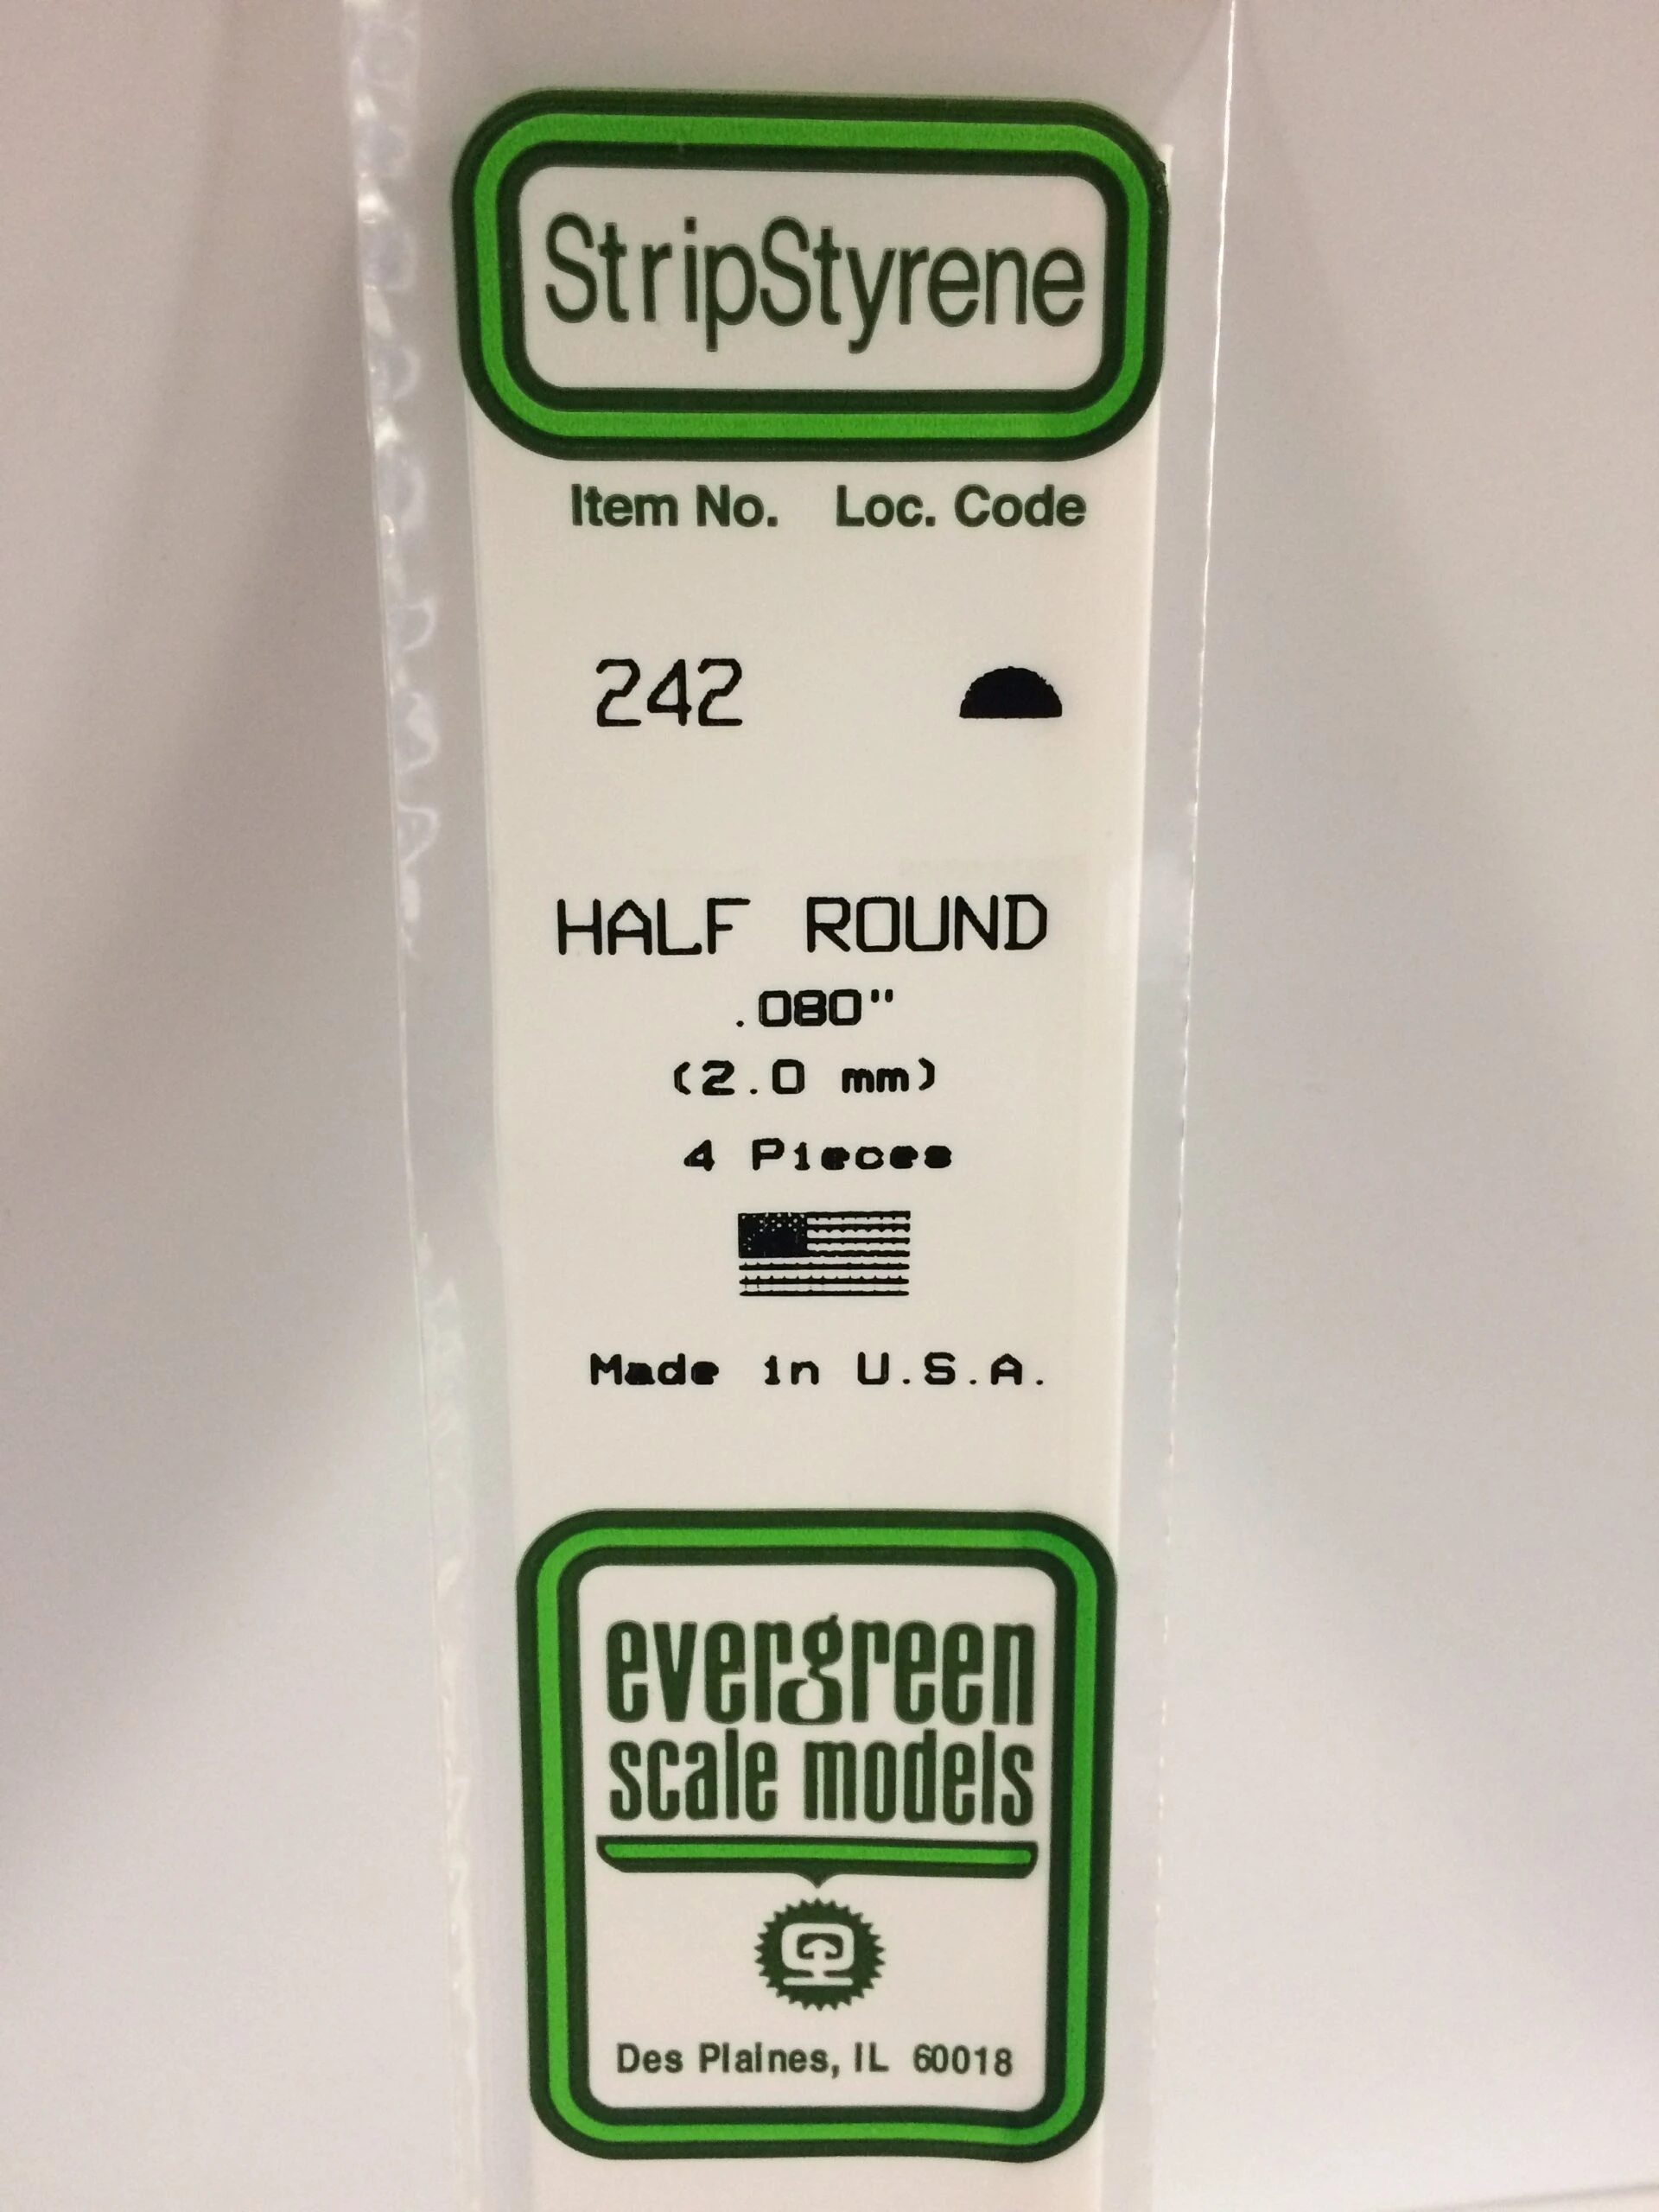 StripStyrene
Item No. Loc. Code
242
HALF ROUND
.080"
(2.0 mm)
4 Pieces
Made in U.S.A.
evergreen
scale models
Des Plaines, IL 60018